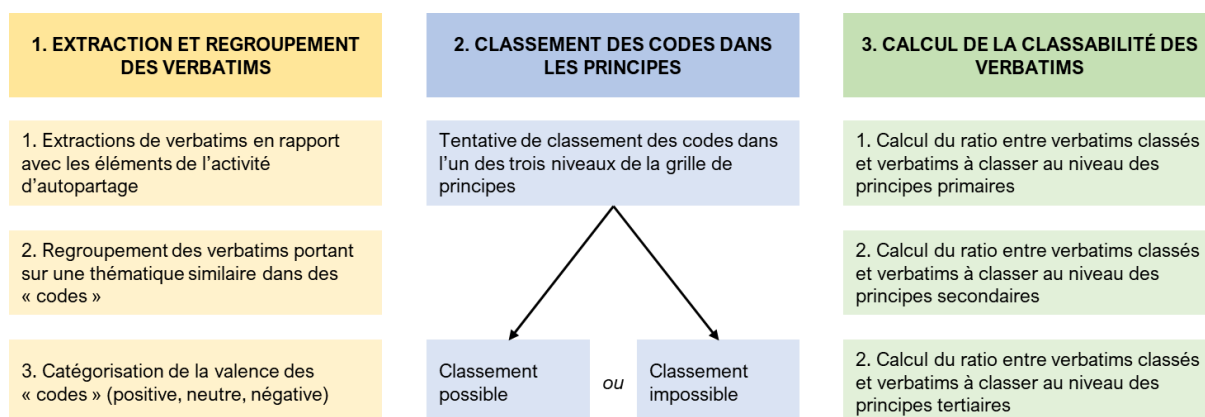 1. EXTRACTION ET REGROUPEMENT
DES VERBATIMS
1. Extractions de verbatims en rapport
avec les éléments de l'activité
d'autopartage
2. Regroupement des verbatims portant
sur une thématique similaire dans des
« codes »
3. Catégorisation de la valence des
« codes » (positive, neutre, négative)
2. CLASSEMENT DES CODES DANS
LES PRINCIPES
Tentative de classement des codes dans
l'un des trois niveaux de la grille de
principes
Classement
possible
ou
Classement
impossible
3. CALCUL DE LA CLASSABILITÉ DES
VERBATIMS
1. Calcul du ratio entre verbatims classés
et verbatims à classer au niveau des
principes primaires
2. Calcul du ratio entre verbatims classés
et verbatims à classer au niveau des
principes secondaires
2. Calcul du ratio entre verbatims classés
et verbatims à classer au niveau des
principes tertiaires